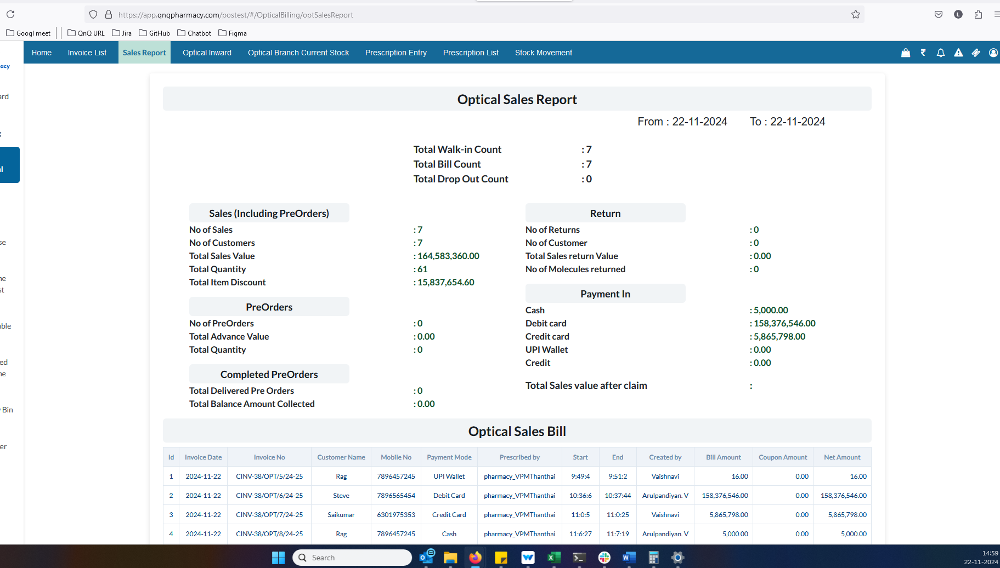 https://app.qnqpharmacy.com/postest/#/OpticalBilling/optSalesReport
L
Googl meet QnQ URL Jira GitHub Chatbot Figma
Home Invoice List Sales Report Optical Inward Optical Branch Current Stock Prescription Entry Prescription List Stock Movement
acy
ard
al
se
ne
st
able
ed
ne
y Bin
er
Optical Sales Report
From : 22-11-2024 To : 22-11-2024
Total Walk-in Count : 7
Total Bill Count : 7
Total Drop Out Count : 0
Sales (Including PreOrders)
No of Sales : 7
No of Customers : 7
Total Sales Value : 164,583,360.00
Total Quantity : 61
Total Item Discount : 15,837,654.60
PreOrders
No of PreOrders : 0
Total Advance Value : 0.00
Total Quantity : 0
Completed PreOrders
Total Delivered Pre Orders : 0
Total Balance Amount Collected : 0.00
Return
No of Returns : 0
No of Customer : 0
Total Sales return Value : 0.00
No of Molecules returned : 0
Payment In
Cash : 5,000.00
Debit card : 158,376,546.00
Credit card : 5,865,798.00
UPI Wallet : 0.00
Credit : 0.00
Total Sales value after claim :
Optical Sales Bill
Id Invoice Date Invoice No Customer Name Mobile No Payment Mode Prescribed by Start End Created by Bill Amount Coupon Amount Net Amount
1 2024-11-22 CINV-38/OPT/5/24-25 Rag 7896457245 UPI Wallet pharmacy_VPMThanthai 9:49:4 9:51:2 Vaishnavi 16.00 0.00 16.00
2 2024-11-22 CINV-38/OPT/6/24-25 Steve 7896565454 Debit Card pharmacy_VPMThanthai 10:36:6 10:37:44 Arulpandiyan. V 158,376,546.00 0.00 158,376,546.00
3 2024-11-22 CINV-38/OPT/7/24-25 Saikumar 6301975353 Credit Card pharmacy_VPMThanthai 11:0:5 11:0:25 Vaishnavi 5,865,798.00 0.00 5,865,798.00
4 2024-11-22 CINV-38/OPT/8/24-25 Rag 7896457245 Cash pharmacy_VPMThanthai 11:6:27 11:7:19 Arulpandiyan. V 5,000.00 0.00 5,000.00
Search
14:59
22-11-2024